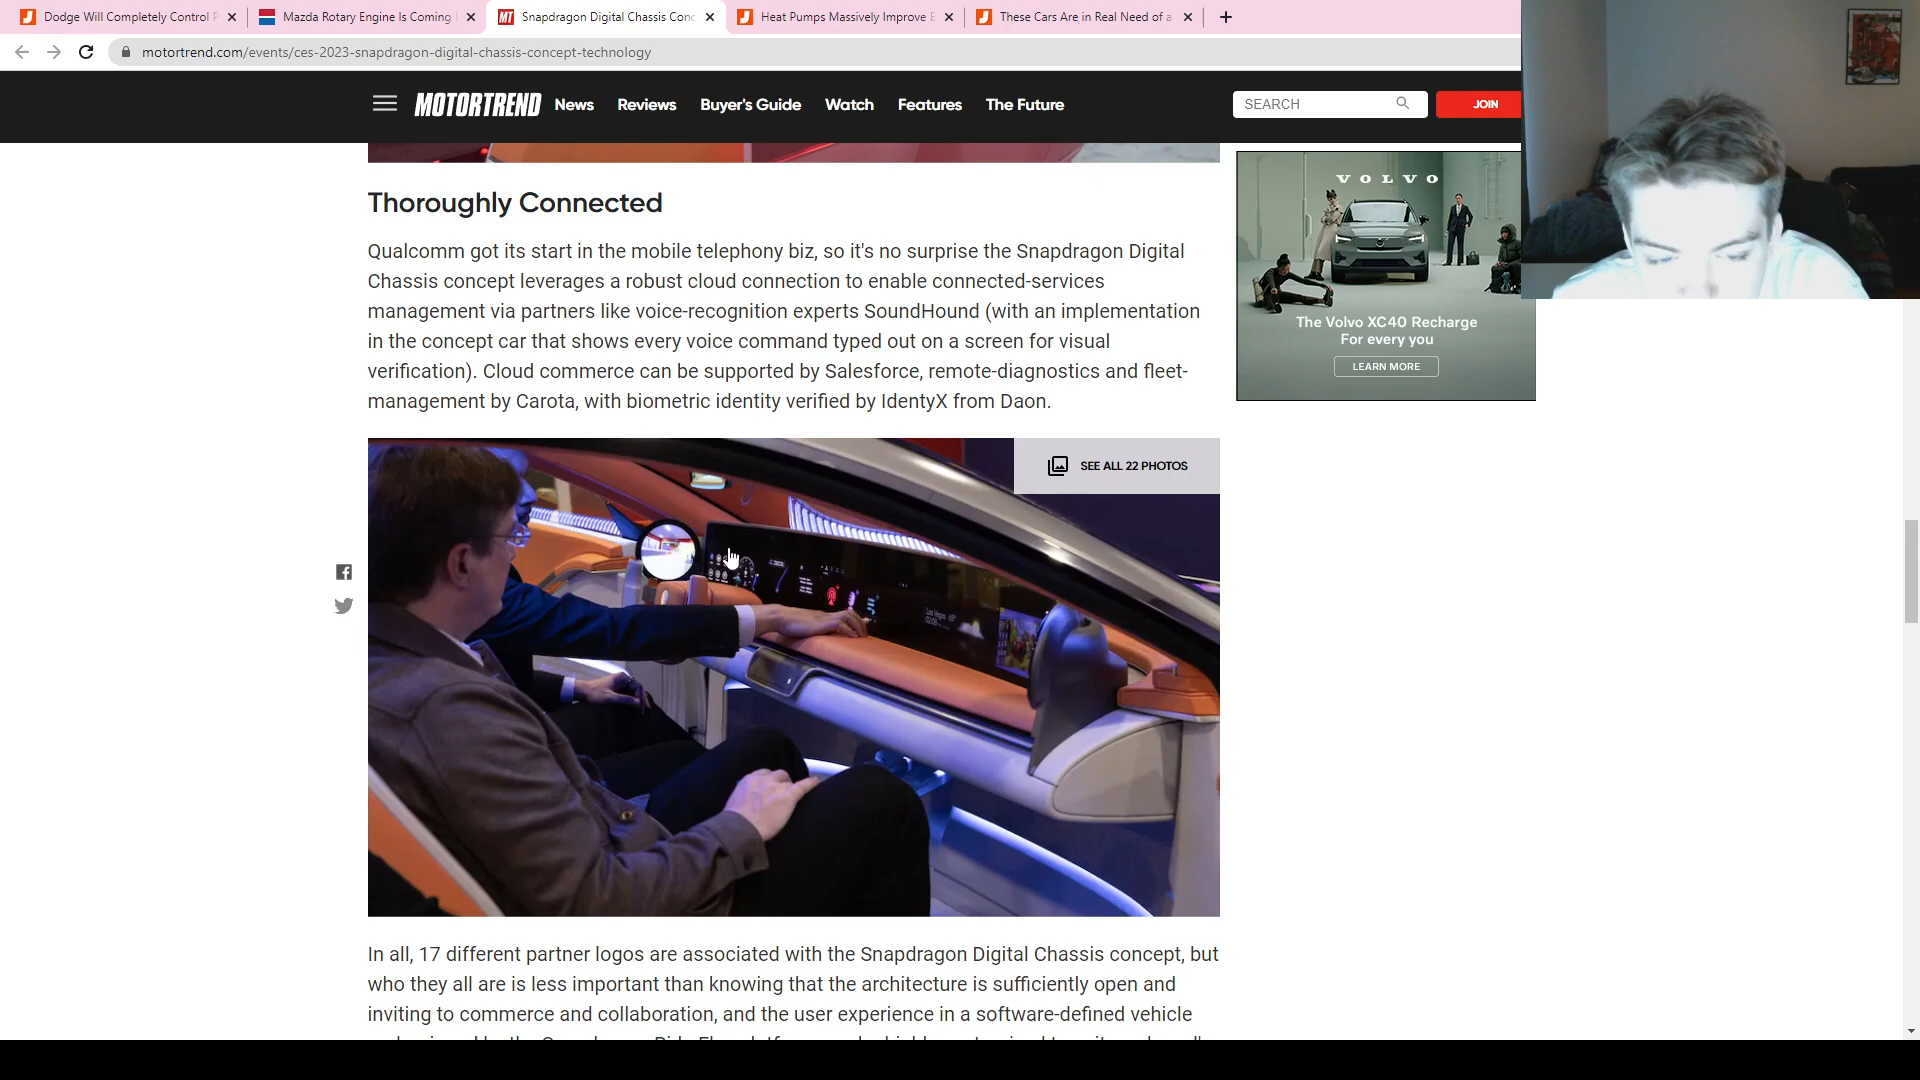 Dodge Will Completely Control P
Mazda Rotary Engine Is Coming
Snapdragon Digital Chassis Conc
Heat Pumps Massively Improve E
These Cars Are in Real Need of a
motortrend.com/events/ces-2023-snapdragon-digital-chassis-concept-technology
MOTORTREND News Reviews Buyer's Guide Watch Features The Future SEARCH JOIN
Thoroughly Connected
Qualcomm got its start in the mobile telephony biz, so it's no surprise the Snapdragon Digital
Chassis concept leverages a robust cloud connection to enable connected-services
management via partners like voice-recognition experts SoundHound (with an implementation
in the concept car that shows every voice command typed out on a screen for visual
verification). Cloud commerce can be supported by Salesforce, remote-diagnostics and fleet-
management by Carota, with biometric identity verified by IdentyX from Daon.
VOLVO
The Volvo XC40 Recharge
For every you
LEARN MORE
SEE ALL 22 PHOTOS
In all, 17 different partner logos are associated with the Snapdragon Digital Chassis concept, but
who they all are is less important than knowing that the architecture is sufficiently open and
inviting to commerce and collaboration, and the user experience in a software-defined vehicle